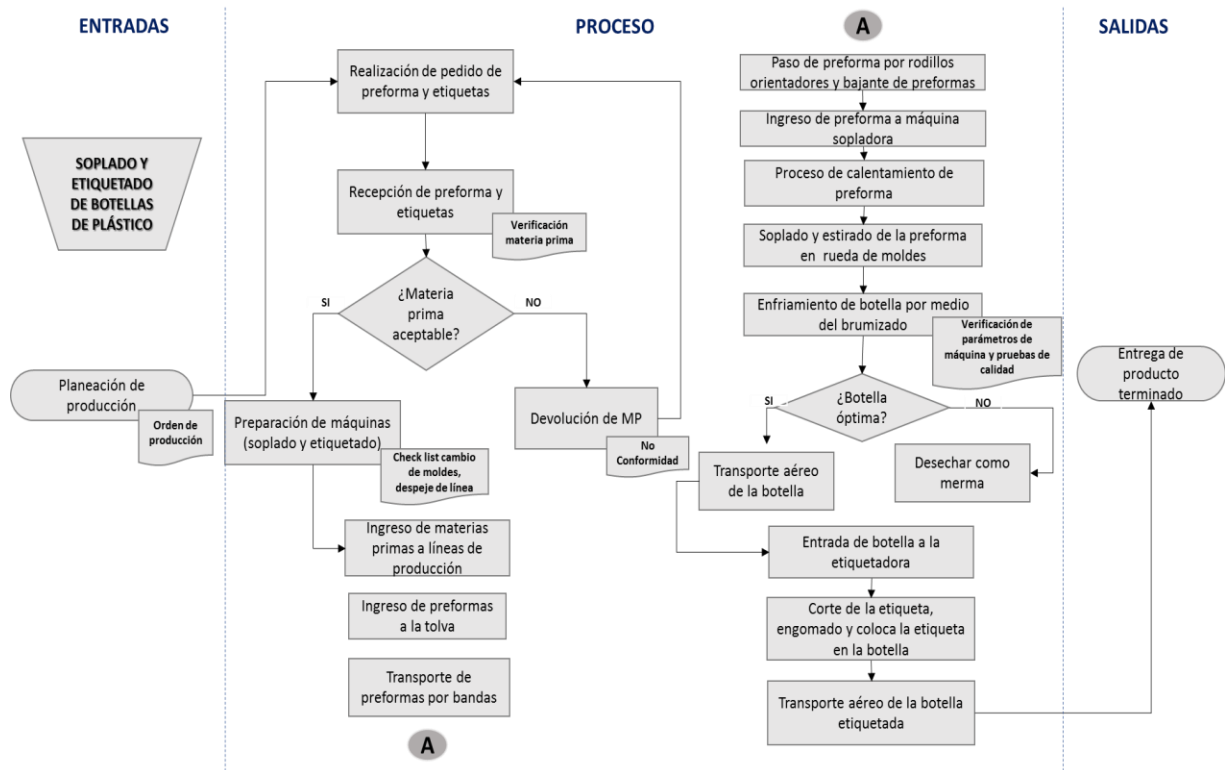 ENTRADAS
PROCESO
SALIDAS
SOPLADO Y
ETIQUETADO
DE BOTELLAS
DE PLÁSTICO
Planeación de
producción
Orden de
producción
Realización de pedido de
preforma y etiquetas
Recepción de preforma y
etiquetas
Verificación
materia prima
¿Materia
prima
aceptable?
SI
NO
Preparación de máquinas
(soplado y etiquetado)
Check list cambio
de moldes,
despeje de línea
Devolución de MP
No
Conformidad
Ingreso de materias
primas a líneas de
producción
Ingreso de preformas
a la tolva
Transporte de
preformas por bandas
A
A
Paso de preforma por rodillos
orientadores y bajante de preformas
Ingreso de preforma a máquina
sopladora
Proceso de calentamiento de
preforma
Soplado y estirado de la preforma
en rueda de moldes
Enfriamiento de botella por medio
del brumizado
Verificación de
parámetros de
máquina y pruebas de
calidad
¿Botella
óptima?
SI
NO
Transporte aéreo
de la botella
Desechar como
merma
Entrada de botella a la
etiquetadora
Corte de la etiqueta,
engomado y coloca la etiqueta
en la botella
Transporte aéreo de la botella
etiquetada
Entrega de
producto
terminado